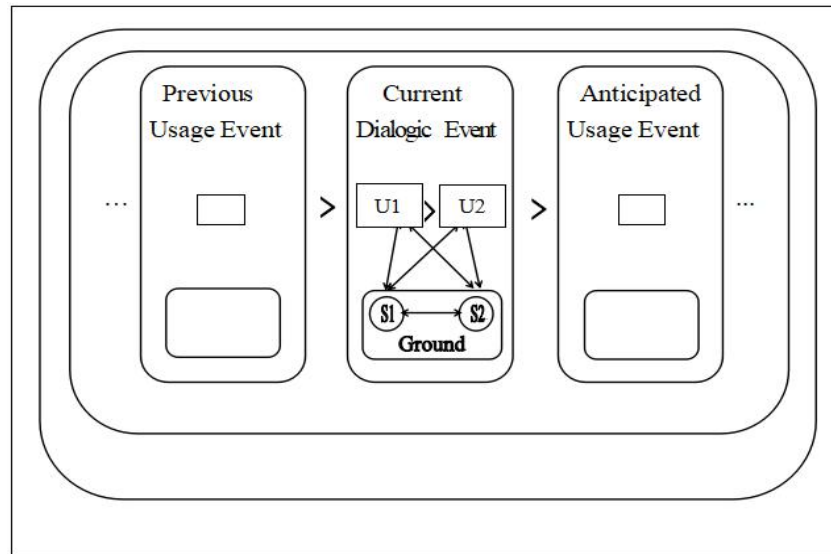 Previous
Usage Event
Current
Dialogic Event
Anticipated
Usage Event
...
>
U1
>
U2
>
...
S1
S2
Ground